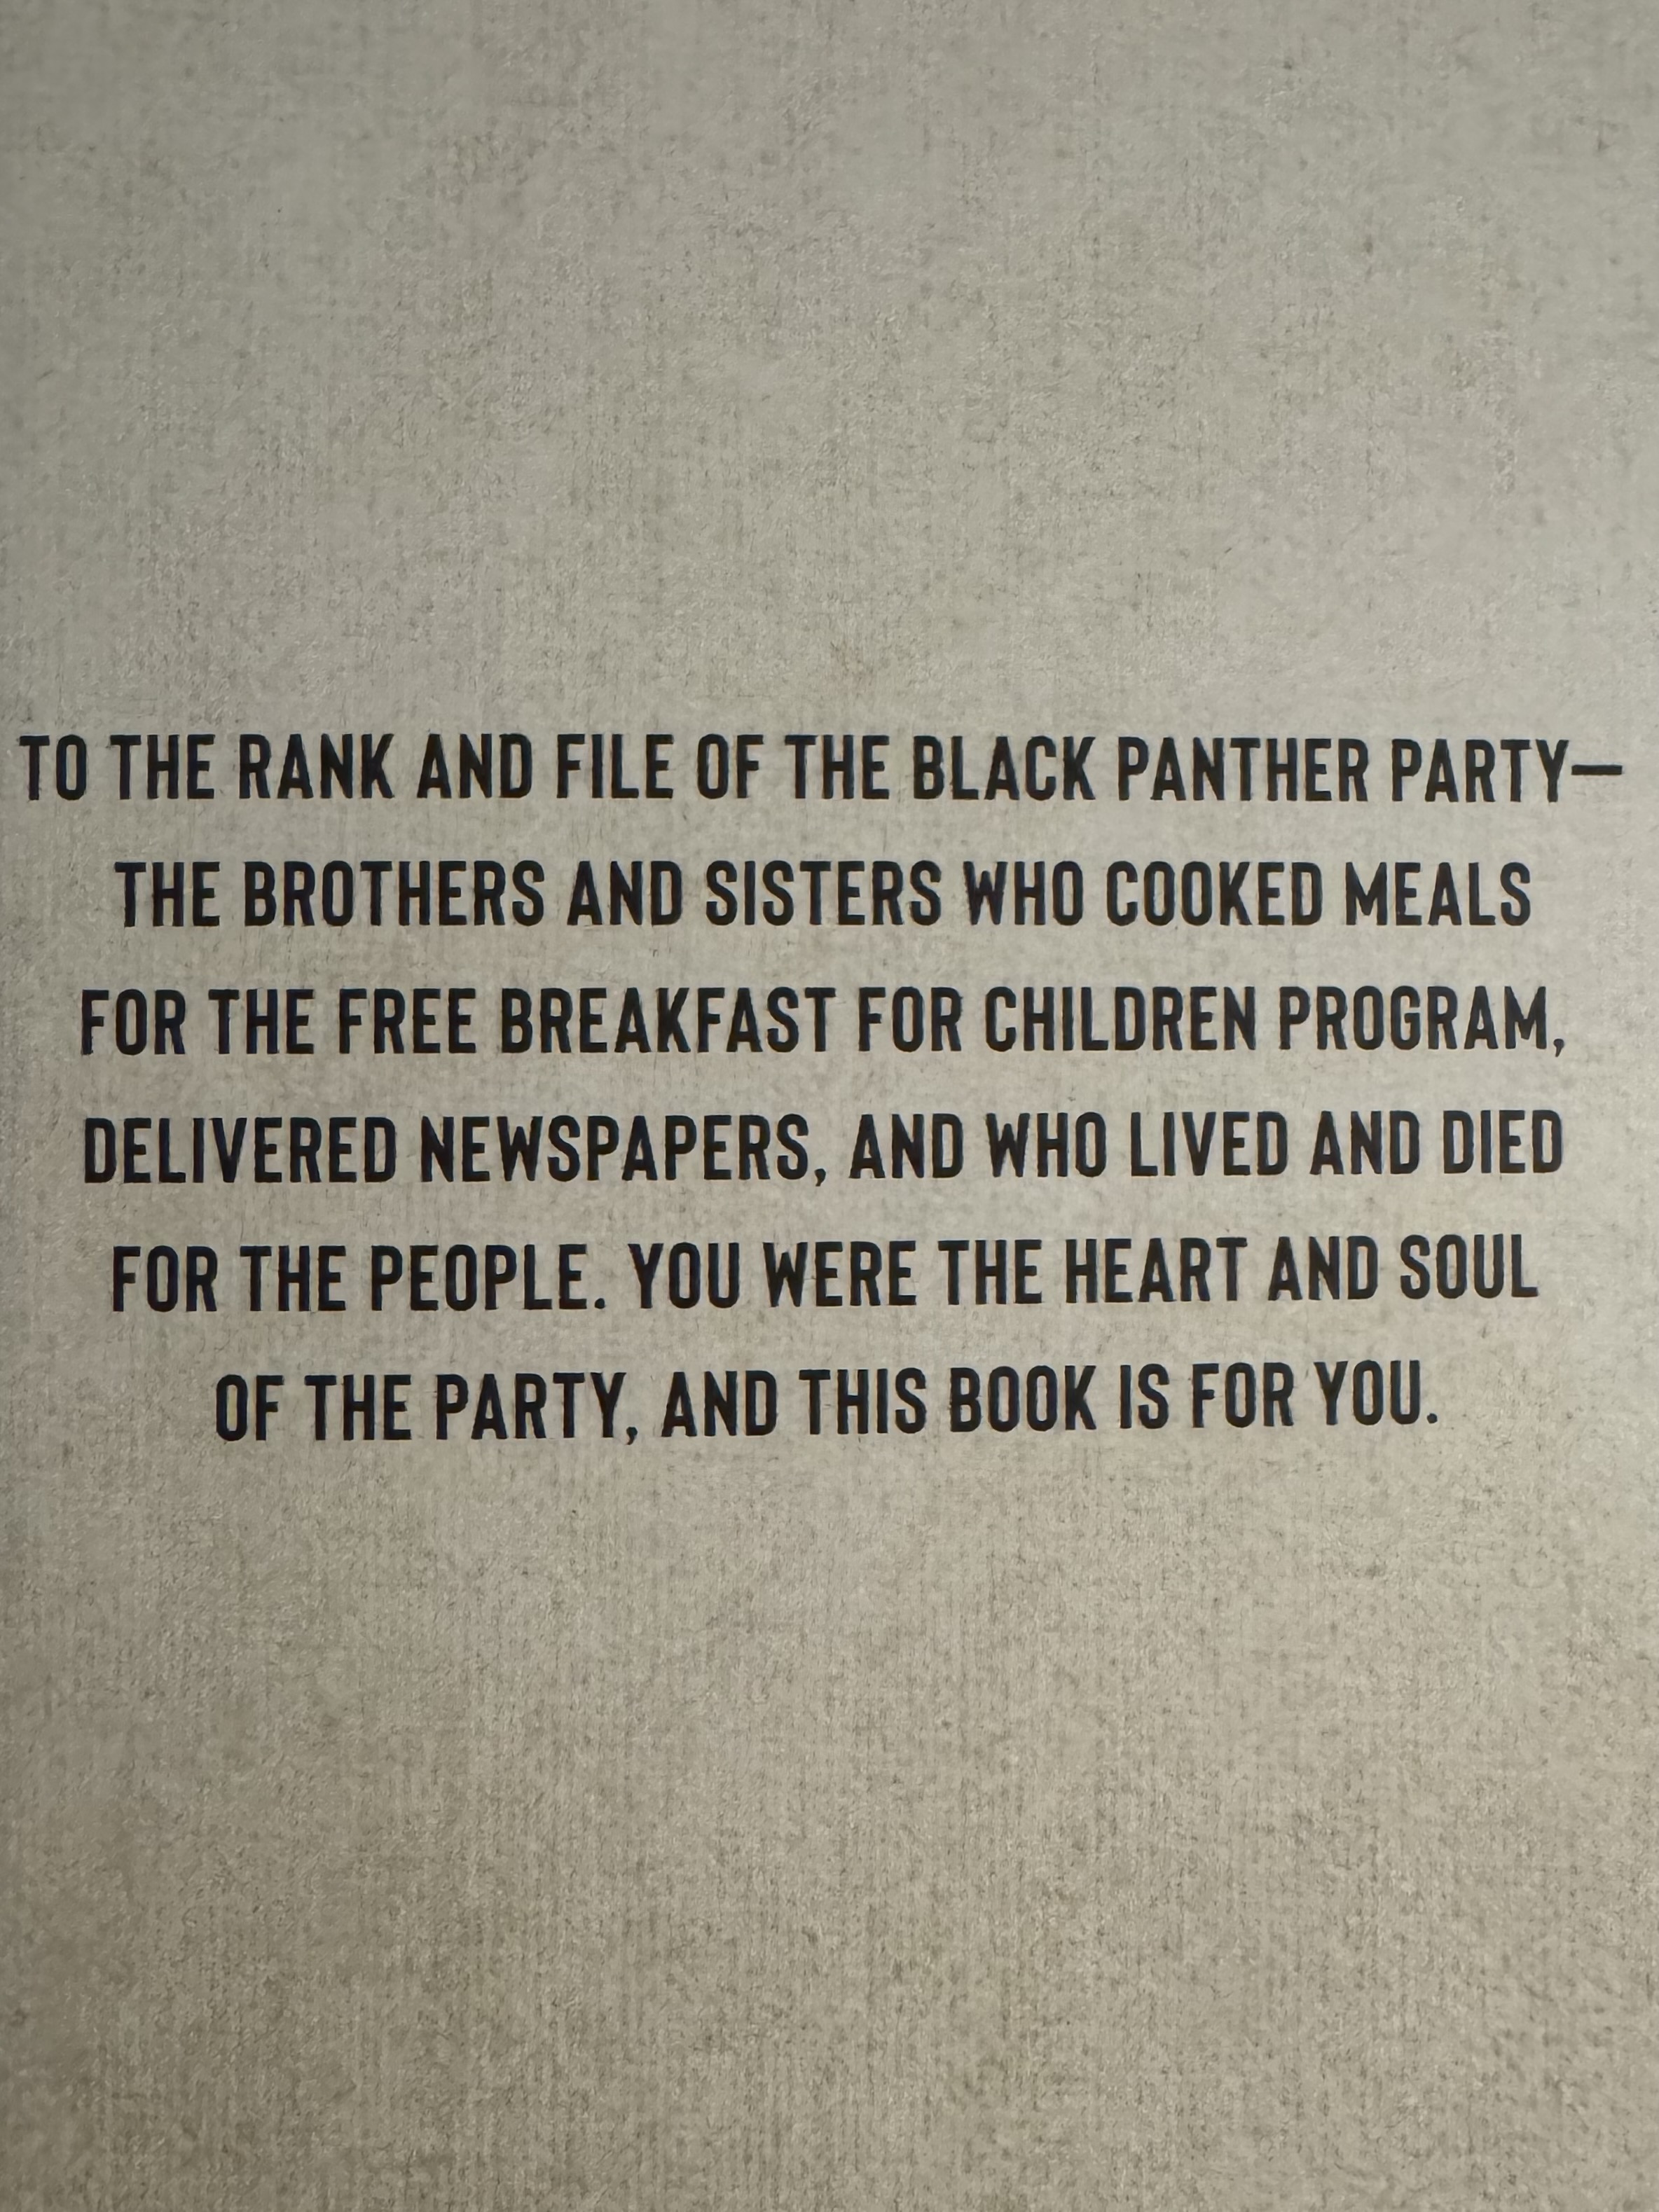 TO THE RANK AND FILE OF THE BLACK PANTHER PARTY—
THE BROTHERS AND SISTERS WHO COOKED MEALS
FOR THE FREE BREAKFAST FOR CHILDREN PROGRAM,
DELIVERED NEWSPAPERS, AND WHO LIVED AND DIED
FOR THE PEOPLE. YOU WERE THE HEART AND SOUL
OF THE PARTY, AND THIS BOOK IS FOR YOU.